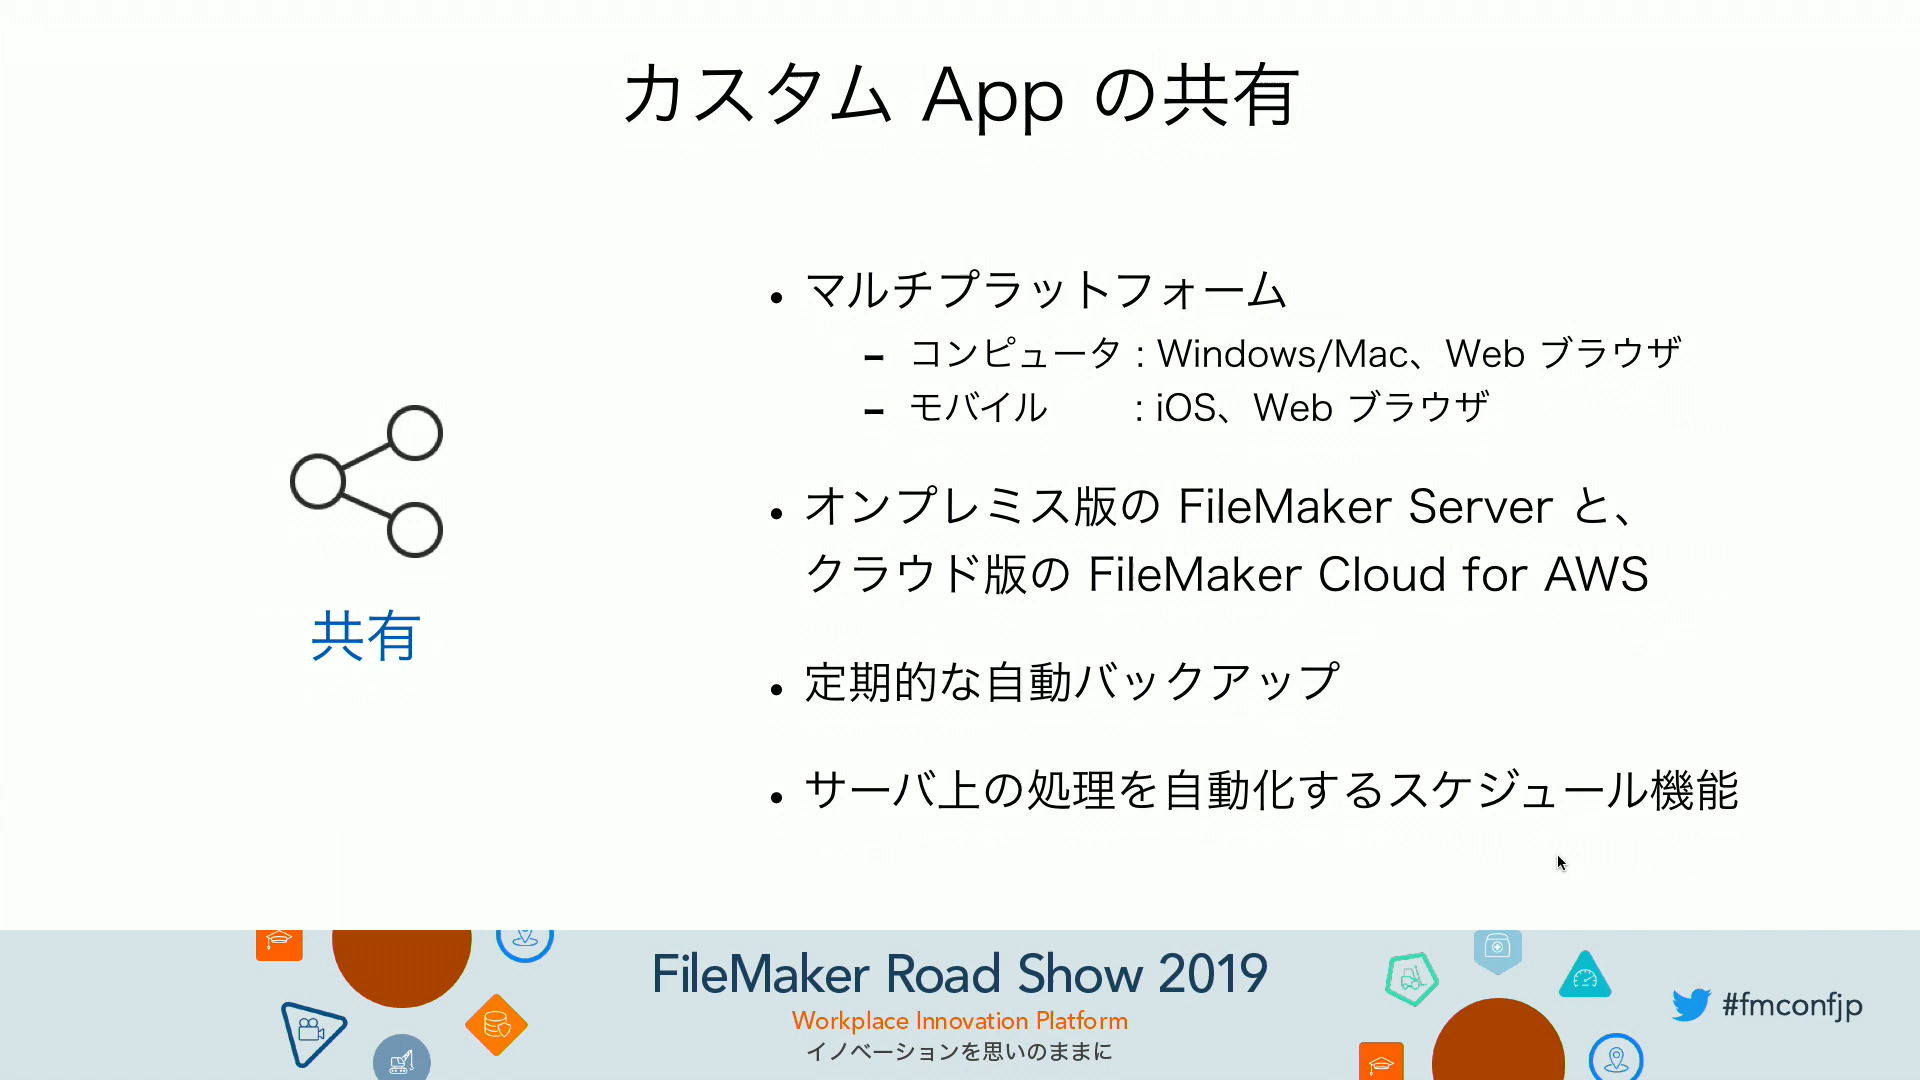 カスタム App の共有
共有
• マルチプラットフォーム
– コンピュータ : Windows/Mac、Web ブラウザ
– モバイル : iOS、Web ブラウザ
• オンプレミス版の FileMaker Server と、
クラウド版の FileMaker Cloud for AWS
• 定期的な自動バックアップ
• サーバ上の処理を自動化するスケジュール機能
FileMaker Road Show 2019
Workplace Innovation Platform
イノベーションを思いのままに
#fmconfjp